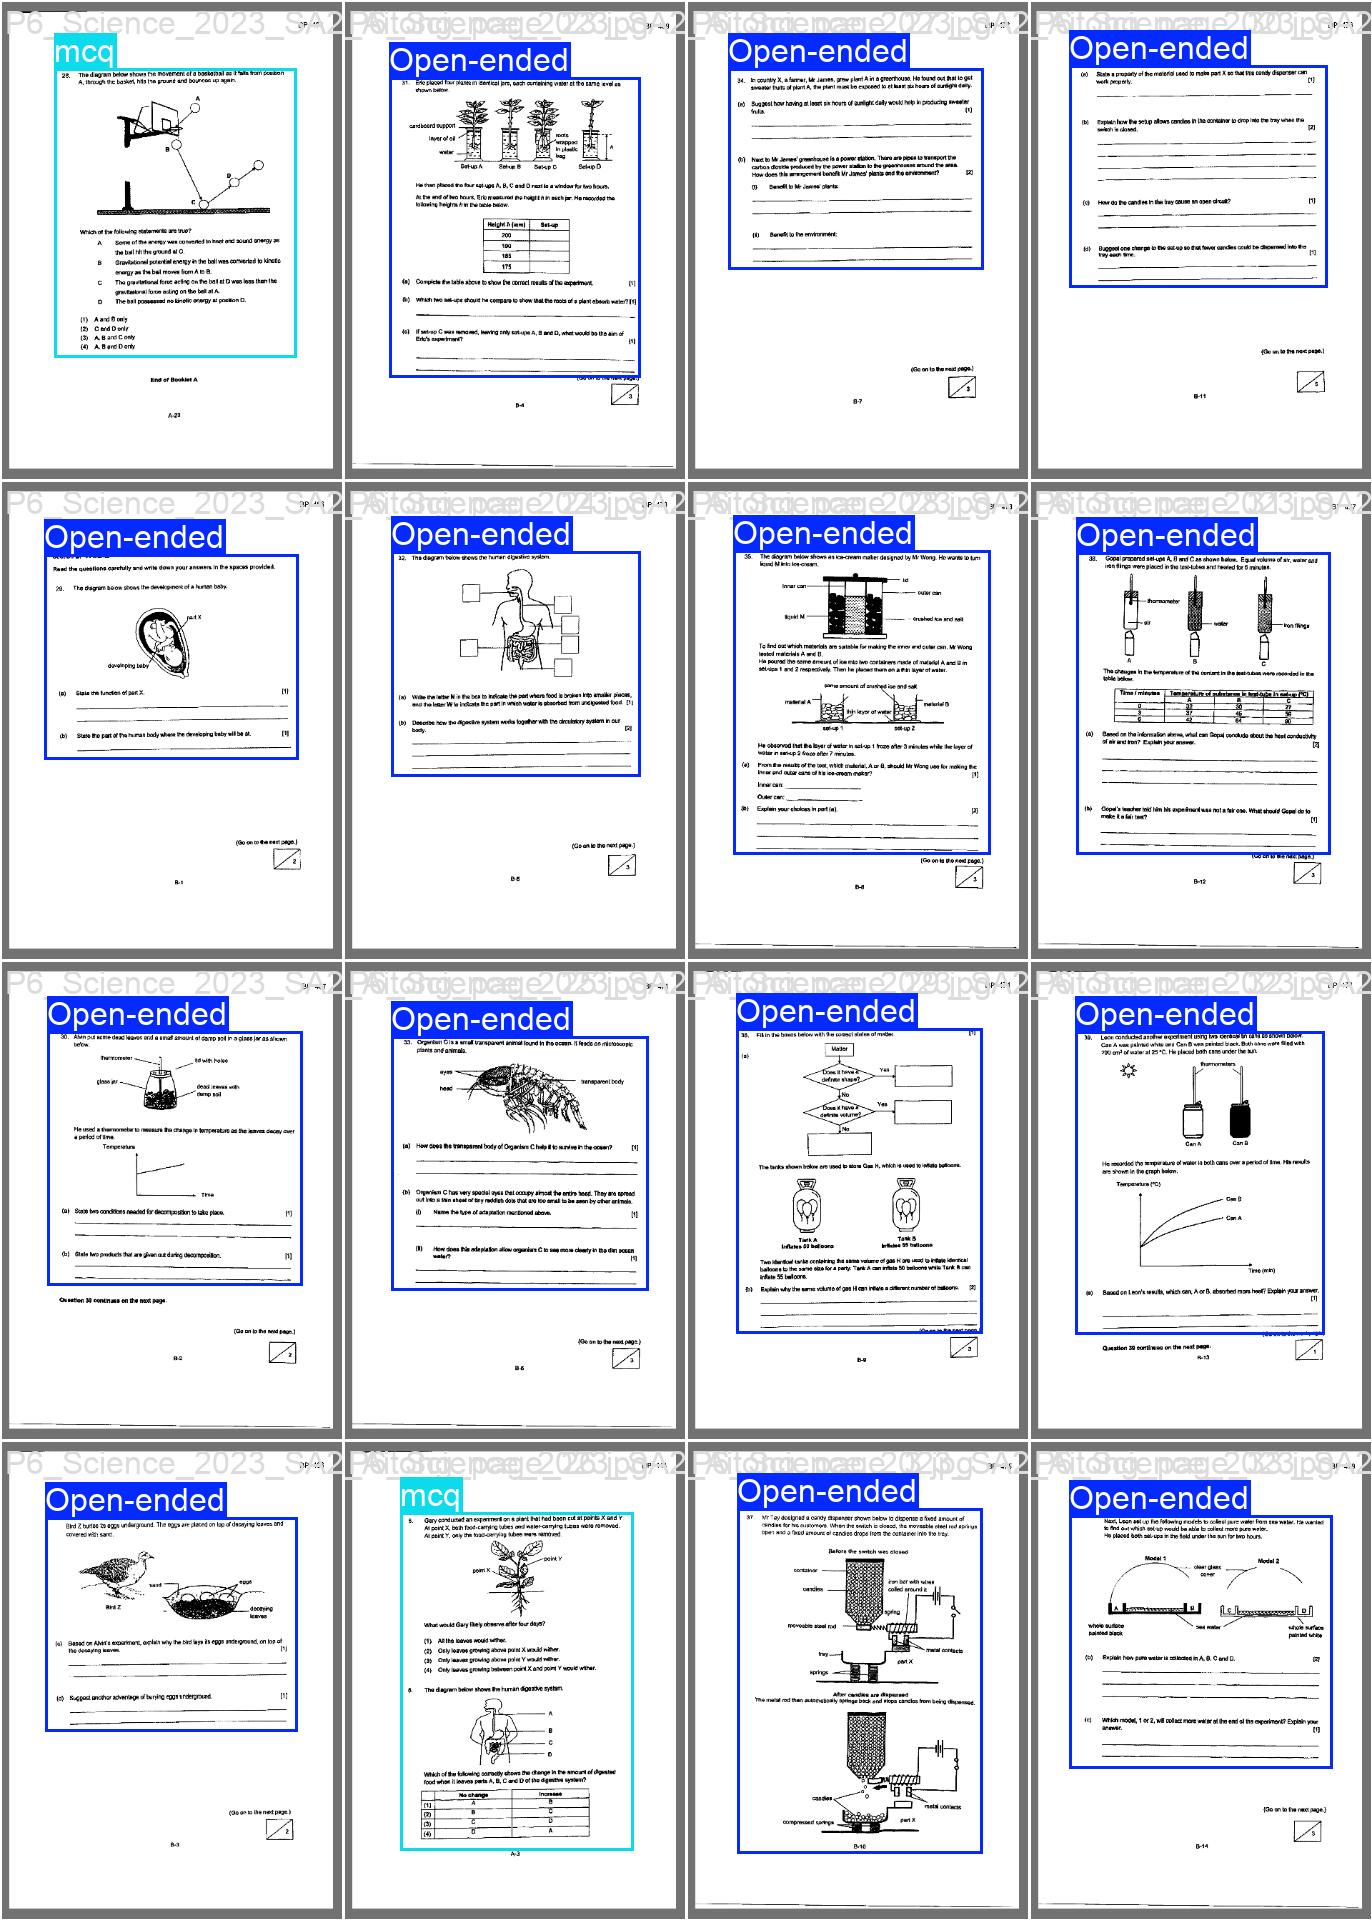 mcq
28. The diagram below shows the movement of a basketball as it falls from position
A, through the basket, hits the ground and bounces up again.
A
B
C
D
Which of the following statements are true?
A Some of the energy was converted to heat and sound energy as
the ball hit the ground at C.
B Gravitational potential energy in the ball was converted to kinetic
energy as the ball moves from A to B.
C The gravitational force acting on the ball at D was less than the
gravitational force acting on the ball at A.
D The ball possessed no kinetic energy at position D.
(1) A and B only
(2) C and D only
(3) A, B and C only
(4) A, B and D only
End of Booklet A
A-23
Open-ended
31. Eric placed four plants in identical jars, each containing water at the same level as
shown below.
cardboard support
layer of oil
water
roots
wrapped
in plastic
bag
h
Set-up A Set-up B Set-up C Set-up D
He then placed the four set-ups A, B, C and D next to a window for two hours.
At the end of two hours, Eric measured the height h in each jar. He recorded the
following heights h in the table below.
Height h (mm) Set-up
200
190
185
175
(a) Complete the table above to show the correct results of the experiment. [1]
(b) Which two set-ups should he compare to show that the roots of a plant absorb water? [1]
(c) If set-up C was removed, leaving only set-ups A, B and D, what would be the aim of
Eric's experiment? [1]
(Go on to the next page.)
3
B-4
Open-ended
34. In country X, a farmer, Mr James, grew plant A in a greenhouse. He found out that to get
sweeter fruits of plant A, the plant must be exposed to at least six hours of sunlight daily.
(a) Suggest how having at least six hours of sunlight daily would help in producing sweeter
fruits. [1]
(b) Next to Mr James' greenhouse is a power station. There are pipes to transport the
carbon dioxide produced by the power station to the greenhouses around the area.
How does this arrangement benefit Mr James' plants and the environment? [2]
(i) Benefit to Mr James' plants:
(ii) Benefit to the environment:
(Go on to the next page.)
3
B-7
Open-ended
(a) State a property of the material used to make part X so that the candy dispenser can
work properly. [1]
(b) Explain how the setup allows candies in the container to drop into the tray when the
switch is closed. [2]
(c) How do the candies in the tray cause an open circuit? [1]
(d) Suggest one change to the set-up so that fewer candies could be dispensed into the
tray each time. [1]
(Go on to the next page.)
5
B-11
Open-ended
Read the questions carefully and write down your answers in the spaces provided.
29. The diagram below shows the development of a human baby.
part X
developing baby
(a) State the function of part X. [1]
(b) State the part of the human body where the developing baby will be at. [1]
(Go on to the next page.)
2
B-1
Open-ended
32. The diagram below shows the human digestive system.
(a) Write the letter N in the box to indicate the part where food is broken into smaller pieces,
and the letter W to indicate the part in which water is absorbed from undigested food. [1]
(b) Describe how the digestive system works together with the circulatory system in our
body. [2]
(Go on to the next page.)
3
B-5
Open-ended
35. The diagram below shows an ice-cream maker designed by Mr Wong. He wants to turn
liquid M into ice-cream.
inner can
lid
outer can
liquid M
crushed ice and salt
To find out which materials are suitable for making the inner and outer can, Mr Wong
tested materials A and B.
He poured the same amount of ice into two containers made of material A and B in
set-ups 1 and 2 respectively. Then he placed them on a thin layer of water.
same amount of crushed ice and salt
material A
material B
thin layer of water
set-up 1 set-up 2
He observed that the layer of water in set-up 1 froze after 3 minutes while the layer of
water in set-up 2 froze after 7 minutes.
(a) From the results of the test, which material, A or B, should Mr Wong use for making the
inner and outer cans of his ice-cream maker? [1]
Inner can:
Outer can:
(b) Explain your choices in part (a). [2]
(Go on to the next page.)
3
B-8
Open-ended
38. Gopal prepared set-ups A, B and C as shown below. Equal volume of air, water and
iron filings were placed in the test-tubes and heated for 6 minutes.
thermometer
air
water
iron filings
A B C
The changes in the temperature of the content in the test-tubes were recorded in the
table below.
Time / minutes Temperature of substance in test-tube in set-up (°C)
A B C
(a) Based on the information above, what can Gopal conclude about the heat conductivity
of air and iron? Explain your answer. [2]
(b) Gopal's teacher told him his experiment was not a fair one. What should Gopal do to
make it a fair test? [1]
(Go on to the next page.)
3
B-12
Open-ended
30. Alvin put some dead leaves and a small amount of damp soil in a glass jar as shown
below.
thermometer
lid with holes
glass jar
dead leaves with
damp soil
He used a thermometer to measure the change in temperature as the leaves decay over
a period of time.
Temperature
Time
(a) State two conditions needed for decomposition to take place. [1]
(b) State two products that are given out during decomposition. [1]
Question 30 continues on the next page.
(Go on to the next page.)
2
B-2
Open-ended
33. Organism C is a small transparent animal found in the ocean. It feeds on microscopic
plants and animals.
eyes
head
transparent body
(a) How does the transparent body of Organism C help it to survive in the ocean? [1]
(b) Organism C has very special eyes that occupy almost the entire head. They are spread
out into a thin sheet of tiny reddish dots that are too small to be seen by other animals.
(i) Name the type of adaptation mentioned above. [1]
(ii) How does this adaptation allow organism C to see more clearly in the dim ocean
water? [1]
(Go on to the next page.)
3
B-6
Open-ended
36. Fill in the boxes below with the correct states of matter. [1]
(a)
Matter
Does it have a
definite shape?
Yes
No
Does it have a
definite volume?
Yes
No
The tanks shown below are used to store Gas H, which is used to inflate balloons.
Tank A
Inflates 50 balloons
Tank B
Inflates 55 balloons
Two identical tanks containing the same volume of gas H are used to inflate identical
balloons to the same size for a party. Tank A can inflate 50 balloons while Tank B can
inflate 55 balloons.
(b) Explain why the same volume of gas H can inflate a different number of balloons. [2]
(Go on to the next page
3
B-9
Open-ended
39. Leon conducted another experiment using two identical tin cans as shown below.
Can A was painted white and Can B was painted black. Both cans were filled with
200 cm³ of water at 25 °C. He placed both cans under the sun.
thermometers
Can A Can B
He recorded the temperature of water in both cans over a period of time. His results
are shown in the graph below.
Temperature (°C)
Can B
Can A
Time (min)
(a) Based on Leon's results, which can, A or B, absorbed more heat? Explain your answer.
[1]
Question 39 continues on the next page.
1
B-13
Open-ended
Bird Z buries its eggs underground. The eggs are placed on top of decaying leaves and
covered with sand.
sand
eggs
Bird Z
decaying
leaves
(c) Based on Alvin's experiment, explain why the bird lays its eggs underground, on top of
the decaying leaves. [1]
(d) Suggest another advantage of burying eggs underground. [1]
(Go on to the next page.)
2
B-3
mcq
5. Gary conducted an experiment on a plant that had been cut at points X and Y.
At point X, both food-carrying tubes and water-carrying tubes were removed.
At point Y, only the food-carrying tubes were removed.
point Y
point X
What would Gary likely observe after four days?
(1) All the leaves would wither.
(2) Only leaves growing above point X would wither.
(3) Only leaves growing above point Y would wither.
(4) Only leaves growing between point X and point Y would wither.
6. The diagram below shows the human digestive system.
A
B
C
D
Which of the following correctly shows the change in the amount of digested
food when it leaves parts A, B, C and D of the digestive system?
No change Increase
(1) A B
(2) B C
(3) C D
(4) D A
A-3
Open-ended
37. Mr Tay designed a candy dispenser shown below to dispense a fixed amount of
candies for his customers. When the switch is closed, the moveable steel rod springs
open and a fixed amount of candies drops from the container into the tray.
Before the switch was closed
container
candies
iron bar with wires
coiled around it
spring
moveable steel rod
metal contacts
tray
part X
springs
After candies are dispensed
The metal rod then automatically springs back and stops candies from being dispensed.
candies
metal contacts
part X
compressed springs
B-10
Open-ended
Next, Leon set up the following models to collect pure water from sea water. He wanted
to find out which set-up would be able to collect more pure water.
He placed both set-ups in the field under the sun for two hours.
Model 1
clear glass
cover
Model 2
A B C D
whole surface
painted black
sea water
whole surface
painted white
(b) Explain how pure water is collected in A, B, C and D. [2]
(c) Which model, 1 or 2, will collect more water at the end of the experiment? Explain your
answer. [1]
(Go on to the next page.)
3
B-14